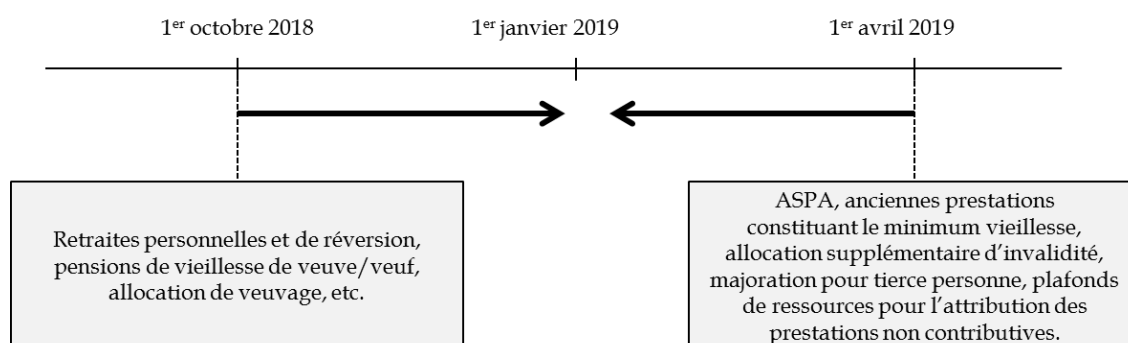 1er octobre 2018
1er janvier 2019
1er avril 2019
Retraites personnelles et de réversion,
pensions de vieillesse de veuve/veuf,
allocation de veuvage, etc.
ASPA, anciennes prestations
constituant le minimum vieillesse,
allocation supplémentaire d’invalidité,
majoration pour tierce personne, plafonds
de ressources pour l’attribution des
prestations non contributives.